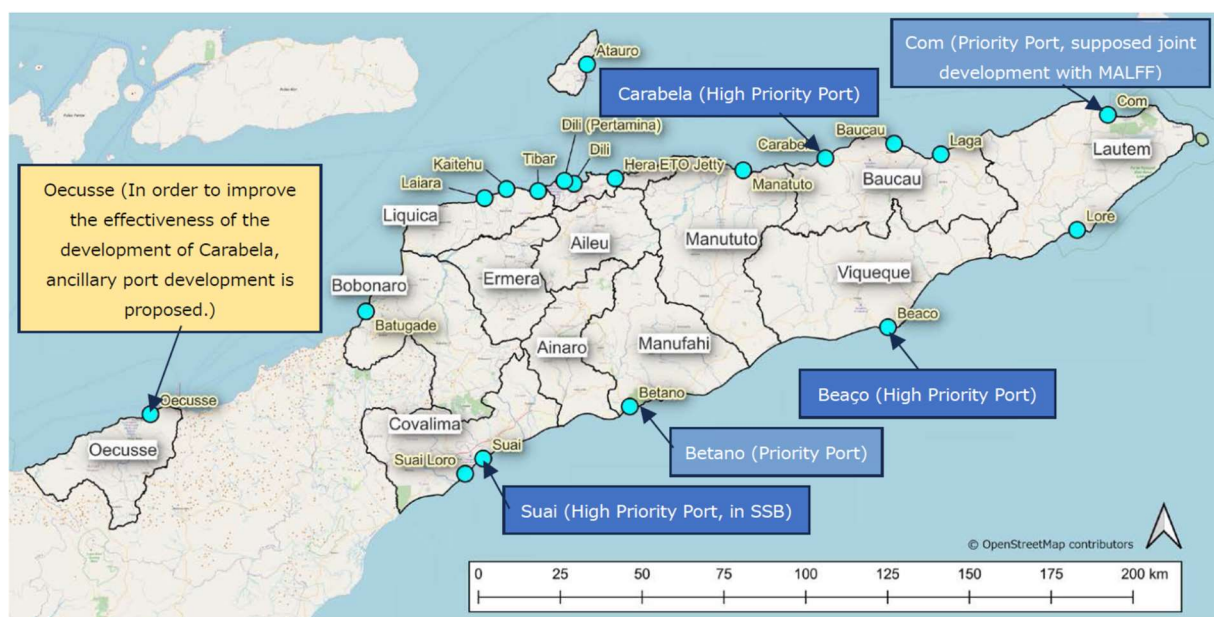 Atauro
Com (Priority Port, supposed joint
development with MALFF)
Carabela (High Priority Port)
Com
Dili (Pertamina)
Baucau
Kaitehu
Tibar
Dili
Hera ETO Jetty
Carabe
Laga
Lautem
Laiara
Manatuto
Baucau
Oecusse (In order to improve
the effectiveness of the
development of Carabela,
ancillary port development is
proposed.)
Liquica
Lore
Aileu
Manututo
Ermera
Viqueque
Bobonaro
Beaco
Batugade
Ainaro
Manufahi
Beaço (High Priority Port)
Oecusse
Betano
Covalima
Oecusse
Suai
Betano (Priority Port)
Suai Loro
Suai (High Priority Port, in SSB)
© OpenStreetMap contributors
0 25 50 75 100 125 150 175 200 km